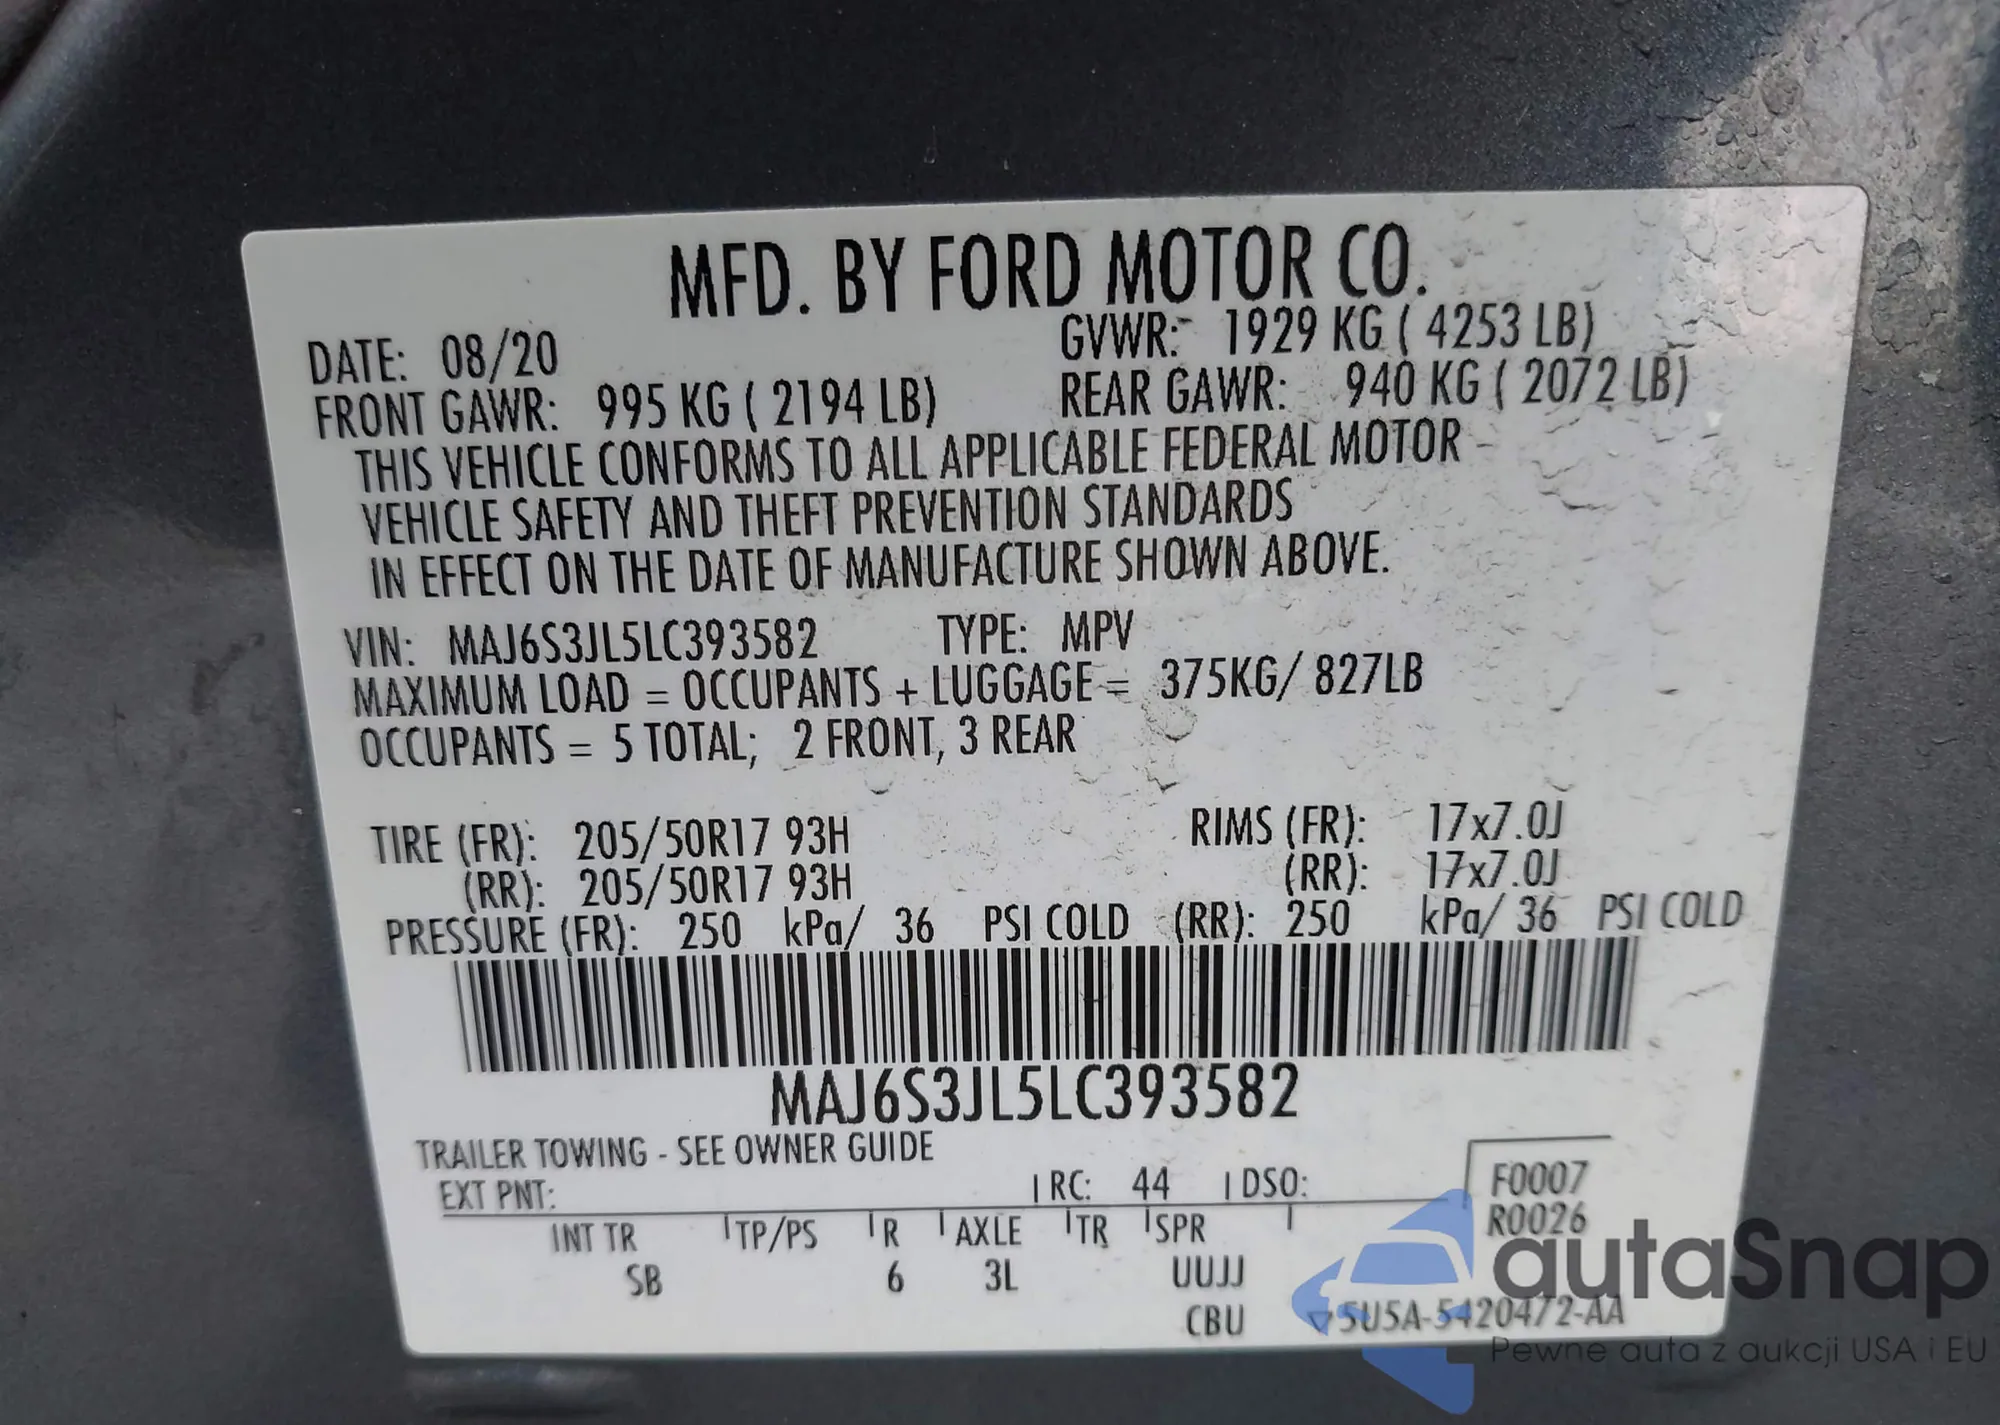 MFD. BY FORD MOTOR CO.
DATE: 08/20 GVWR: 1929 KG ( 4253 LB)
FRONT GAWR: 995 KG ( 2194 LB) REAR GAWR: 940 KG ( 2072 LB)
THIS VEHICLE CONFORMS TO ALL APPLICABLE FEDERAL MOTOR
VEHICLE SAFETY AND THEFT PREVENTION STANDARDS
IN EFFECT ON THE DATE OF MANUFACTURE SHOWN ABOVE.
VIN: MAJ6S3JL5LC393582 TYPE: MPV
MAXIMUM LOAD = OCCUPANTS + LUGGAGE = 375KG/ 827LB
OCCUPANTS = 5 TOTAL; 2 FRONT, 3 REAR
TIRE (FR): 205/50R17 93H RIMS (FR): 17x7.0J
(RR): 205/50R17 93H (RR): 17x7.0J
PRESSURE (FR): 250 kPa/ 36 PSI COLD (RR): 250 kPa/ 36 PSI COLD
MAJ6S3JL5LC393582
TRAILER TOWING - SEE OWNER GUIDE
EXT PNT: RC: 44 DSO: F0007
R0026
INT TR TP/PS R AXLE TR SPR
SB 6 3L UUJJ
CBU 5U5A-5420472-AA
autaSnap
Pewne auta z aukcji USA i EU